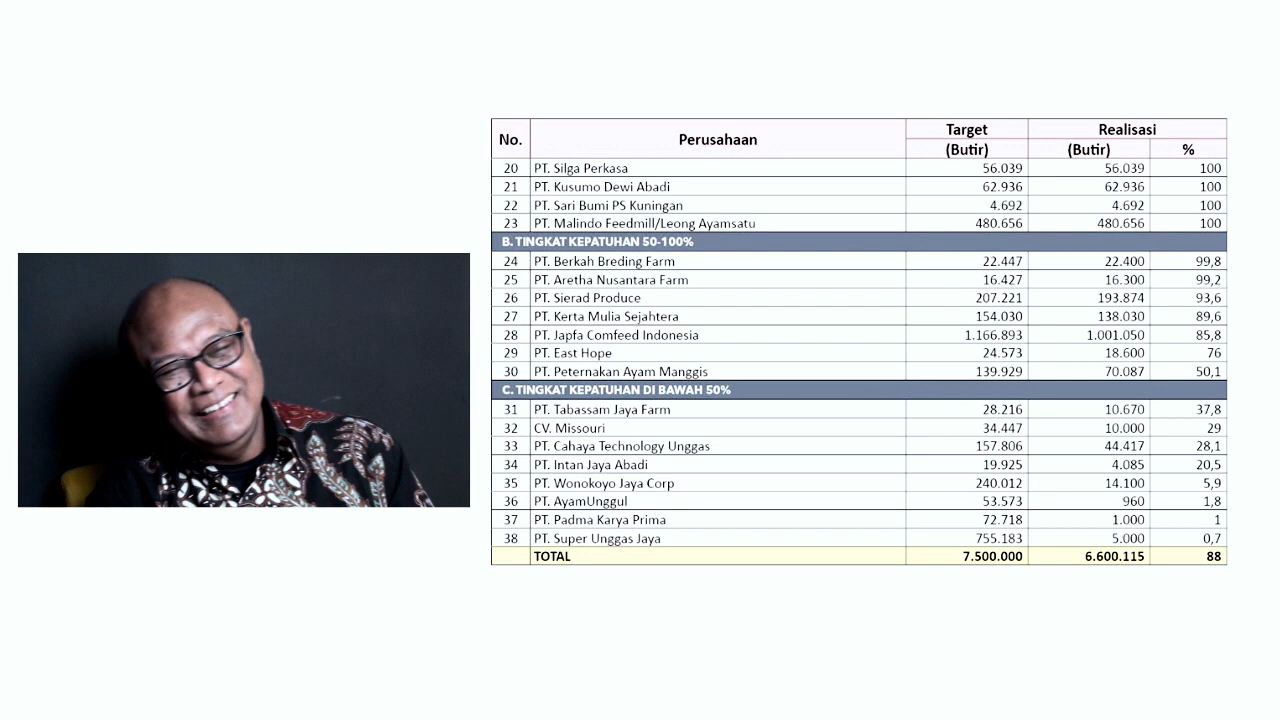 No. Perusahaan Target Realisasi
(Butir) (Butir) %
20 PT. Silga Perkasa 56.039 56.039 100
21 PT. Kusumo Dewi Abadi 62.936 62.936 100
22 PT. Sari Bumi PS Kuningan 4.692 4.692 100
23 PT. Malindo Feedmill/Leong Ayamsatu 480.656 480.656 100
B. TINGKAT KEPATUHAN 50-100%
24 PT. Berkah Breding Farm 22.447 22.400 99,8
25 PT. Aretha Nusantara Farm 16.427 16.300 99,2
26 PT. Sierad Produce 207.221 193.874 93,6
27 PT. Kerta Mulia Sejahtera 154.030 138.030 89,6
28 PT. Japfa Comfeed Indonesia 1.166.893 1.001.050 85,8
29 PT. East Hope 24.573 18.600 76
30 PT. Peternakan Ayam Manggis 139.929 70.087 50,1
C. TINGKAT KEPATUHAN DI BAWAH 50%
31 PT. Tabassam Jaya Farm 28.216 10.670 37,8
32 CV. Missouri 34.447 10.000 29
33 PT. Cahaya Technology Unggas 157.806 44.417 28,1
34 PT. Intan Jaya Abadi 19.925 4.085 20,5
35 PT. Wonokoyo Jaya Corp 240.012 14.100 5,9
36 PT. AyamUnggul 53.573 960 1,8
37 PT. Padma Karya Prima 72.718 1.000 1
38 PT. Super Unggas Jaya 755.183 5.000 0,7
TOTAL 7.500.000 6.600.115 88